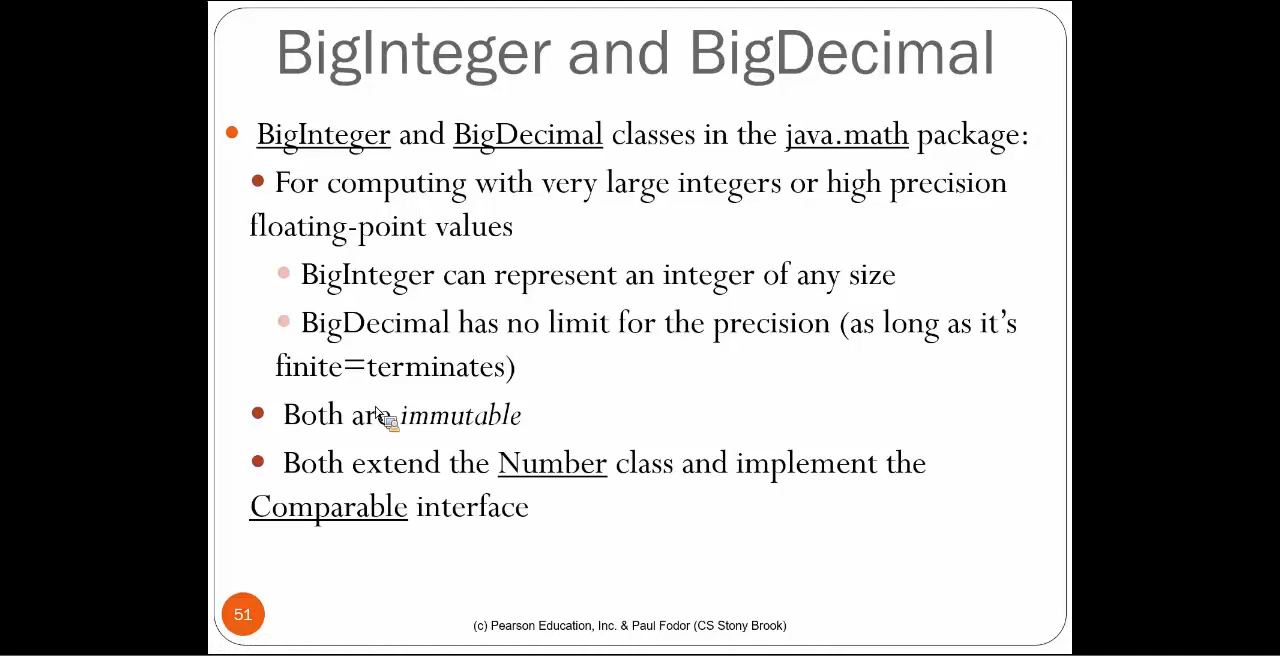 BigInteger and BigDecimal
BigInteger and BigDecimal classes in the java.math package:
For computing with very large integers or high precision
floating-point values
BigInteger can represent an integer of any size
BigDecimal has no limit for the precision (as long as it’s
finite=terminates)
Both are immutable
Both extend the Number class and implement the
Comparable interface
51
(c) Pearson Education, Inc. & Paul Fodor (CS Stony Brook)